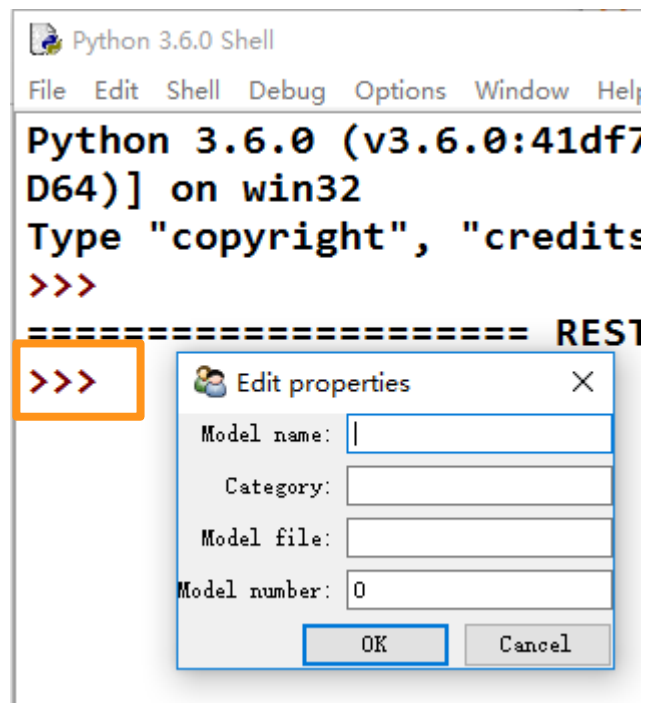 Python 3.6.0 Shell
File Edit Shell Debug Options Window Help
Python 3.6.0 (v3.6.0:41df7
D64)] on win32
Type "copyright", "credits
>>>
===================== REST
>>>
Edit properties
Model name:
Category:
Model file:
Model number: 0
OK Cancel